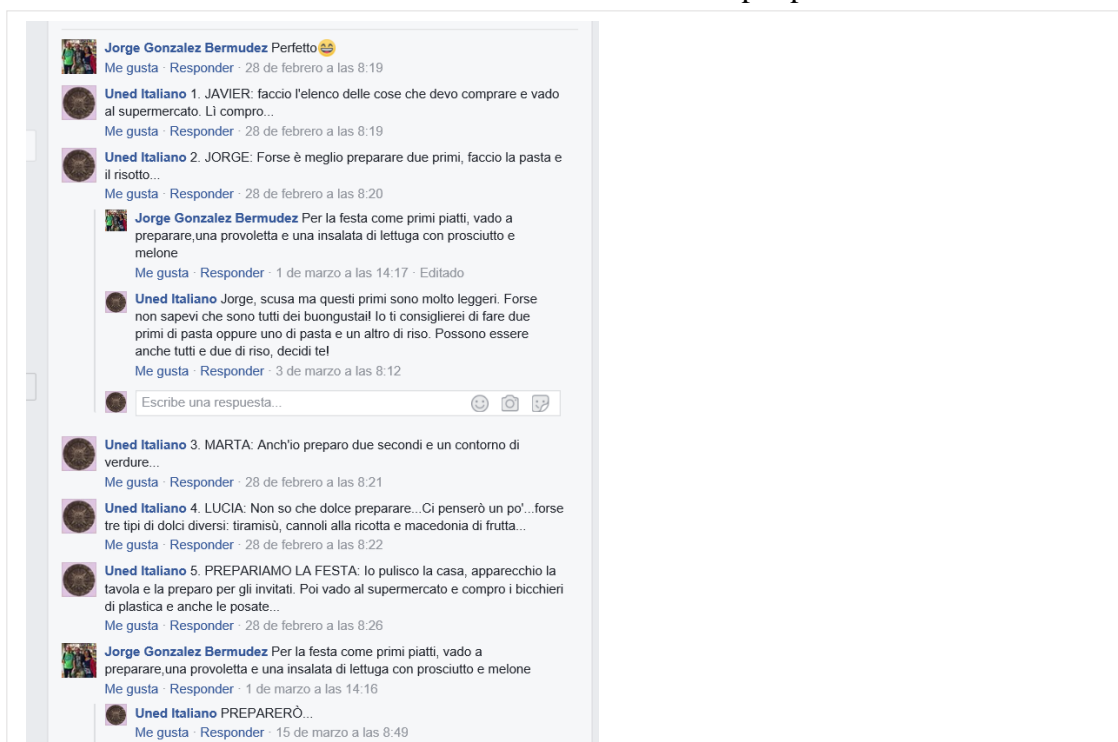 Jorge Gonzalez Bermudez Perfetto😁
Me gusta · Responder · 28 de febrero a las 8:19
Uned Italiano 1. JAVIER: faccio l'elenco delle cose che devo comprare e vado
al supermercato. Lì compro...
Me gusta · Responder · 28 de febrero a las 8:19
Uned Italiano 2. JORGE: Forse è meglio preparare due primi, faccio la pasta e
il risotto...
Me gusta · Responder · 28 de febrero a las 8:20
Jorge Gonzalez Bermudez Per la festa come primi piatti, vado a
preparare,una provoletta e una insalata di lettuga con prosciutto e
melone
Me gusta · Responder · 1 de marzo a las 14:17 · Editado
Uned Italiano Jorge, scusa ma questi primi sono molto leggeri. Forse
non sapevi che sono tutti dei buongustai! Io ti consiglierei di fare due
primi di pasta oppure uno di pasta e un altro di riso. Possono essere
anche tutti e due di riso, decidi te!
Me gusta · Responder · 3 de marzo a las 8:12
Escribe una respuesta...
Uned Italiano 3. MARTA: Anch'io preparo due secondi e un contorno di
verdure...
Me gusta · Responder · 28 de febrero a las 8:21
Uned Italiano 4. LUCIA: Non so che dolce preparare...Ci penserò un po'...forse
tre tipi di dolci diversi: tiramisù, cannoli alla ricotta e macedonia di frutta...
Me gusta · Responder · 28 de febrero a las 8:22
Uned Italiano 5. PREPARIAMO LA FESTA: Io pulisco la casa, apparecchio la
tavola e la preparo per gli invitati. Poi vado al supermercato e compro i bicchieri
di plastica e anche le posate...
Me gusta · Responder · 28 de febrero a las 8:26
Jorge Gonzalez Bermudez Per la festa come primi piatti, vado a
preparare,una provoletta e una insalata di lettuga con prosciutto e melone
Me gusta · Responder · 1 de marzo a las 14:16
Uned Italiano PREPARERÒ...
Me gusta · Responder · 15 de marzo a las 8:49